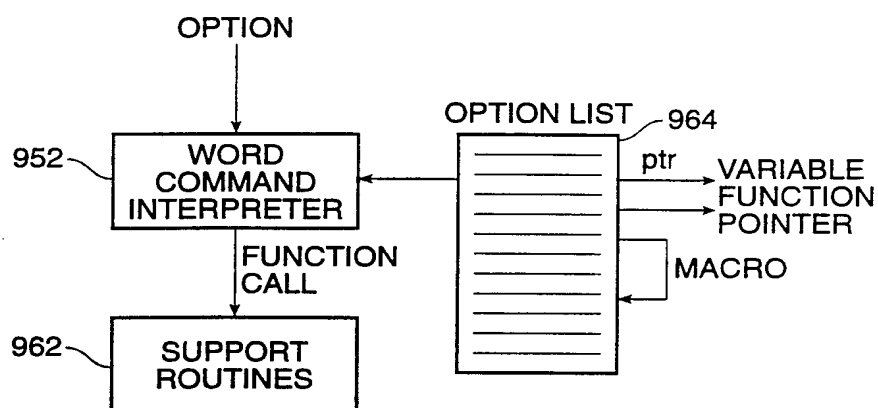 OPTION
952
WORD
COMMAND
INTERPRETER
FUNCTION
CALL
962
SUPPORT
ROUTINES
OPTION LIST
964
ptr
VARIABLE
FUNCTION
POINTER
MACRO